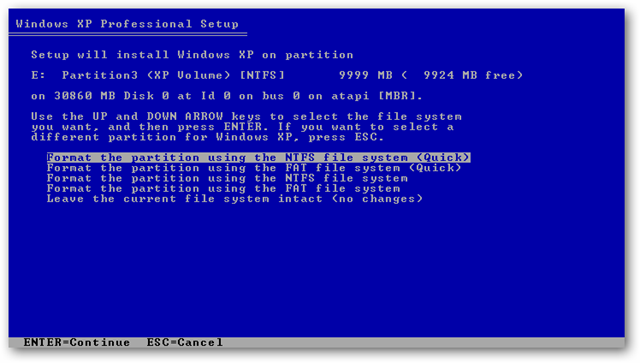 Windows XP Professional Setup
Setup will install Windows XP on partition
E:  Partition3 (XP Volume) [NTFS]       9999 MB (  9924 MB free)
on 30860 MB Disk 0 at Id 0 on bus 0 on atapi [MBR].
Use the UP and DOWN ARROW keys to select the file system
you want, and then press ENTER. If you want to select a
different partition for Windows XP, press ESC.
Format the partition using the NTFS file system (Quick)
Format the partition using the FAT file system (Quick)
Format the partition using the NTFS file system
Format the partition using the FAT file system
Leave the current file system intact (no changes)
ENTER=Continue  ESC=Cancel